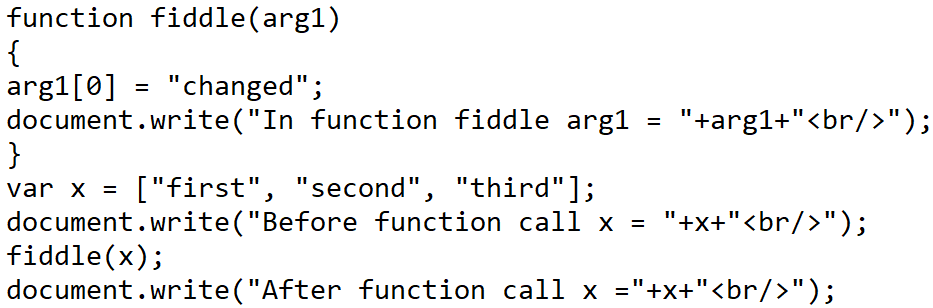 function fiddle(arg1)
{
arg1[0] = "changed";
document.write("In function fiddle arg1 = "+arg1+"<br/>");
}
var x = ["first", "second", "third"];
document.write("Before function call x = "+x+"<br/>");
fiddle(x);
document.write("After function call x ="+x+"<br/>");